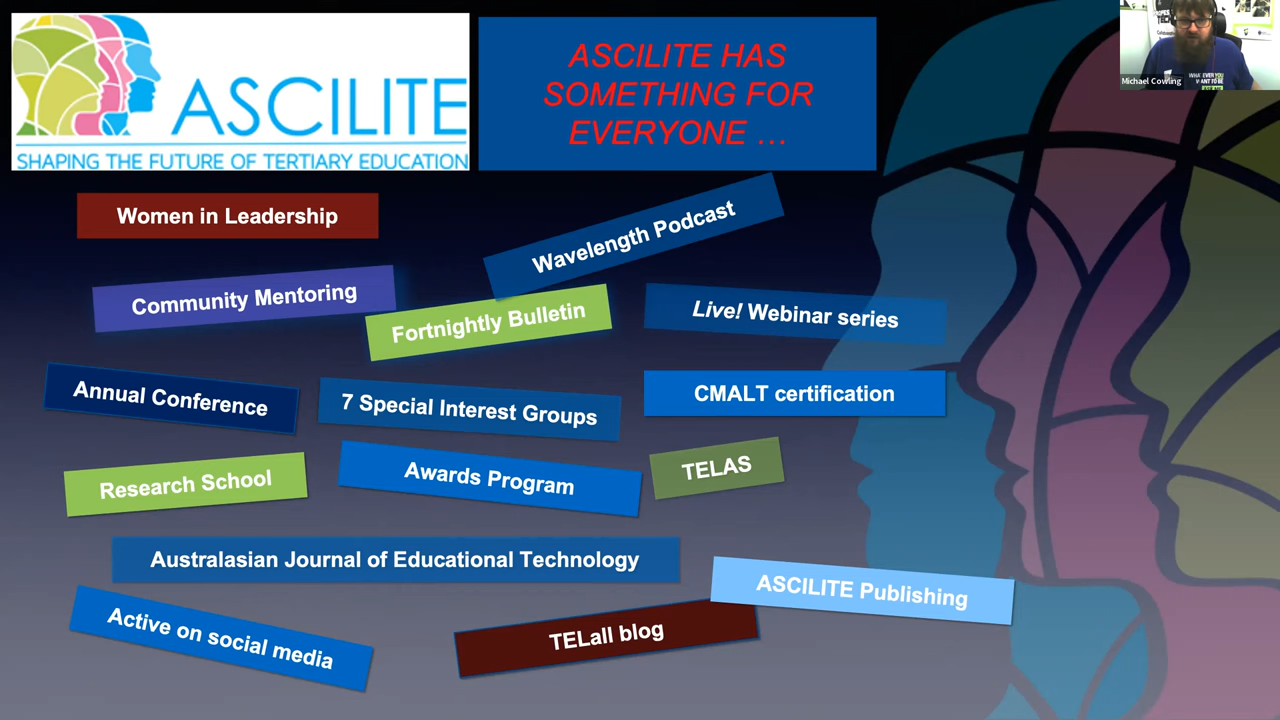 ASCILITE
SHAPING THE FUTURE OF TERTIARY EDUCATION
ASCILITE HAS
SOMETHING FOR
EVERYONE …
Michael Cowling
Women in Leadership
Wavelength Podcast
Community Mentoring
Fortnightly Bulletin
Live! Webinar series
Annual Conference
7 Special Interest Groups
CMALT certification
Research School
Awards Program
TELAS
Australasian Journal of Educational Technology
ASCILITE Publishing
Active on social media
TELall blog